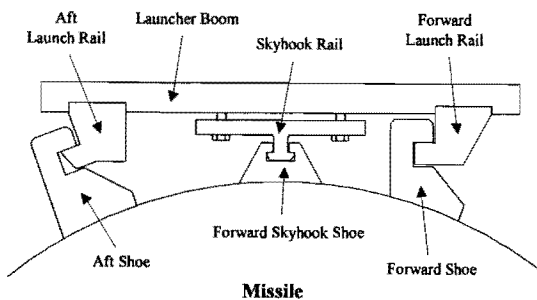 Aft
Launch Rail
Launcher Boom
Skyhook Rail
Forward
Launch Rail
Aft Shoe
Forward Skyhook Shoe
Forward Shoe
Missile